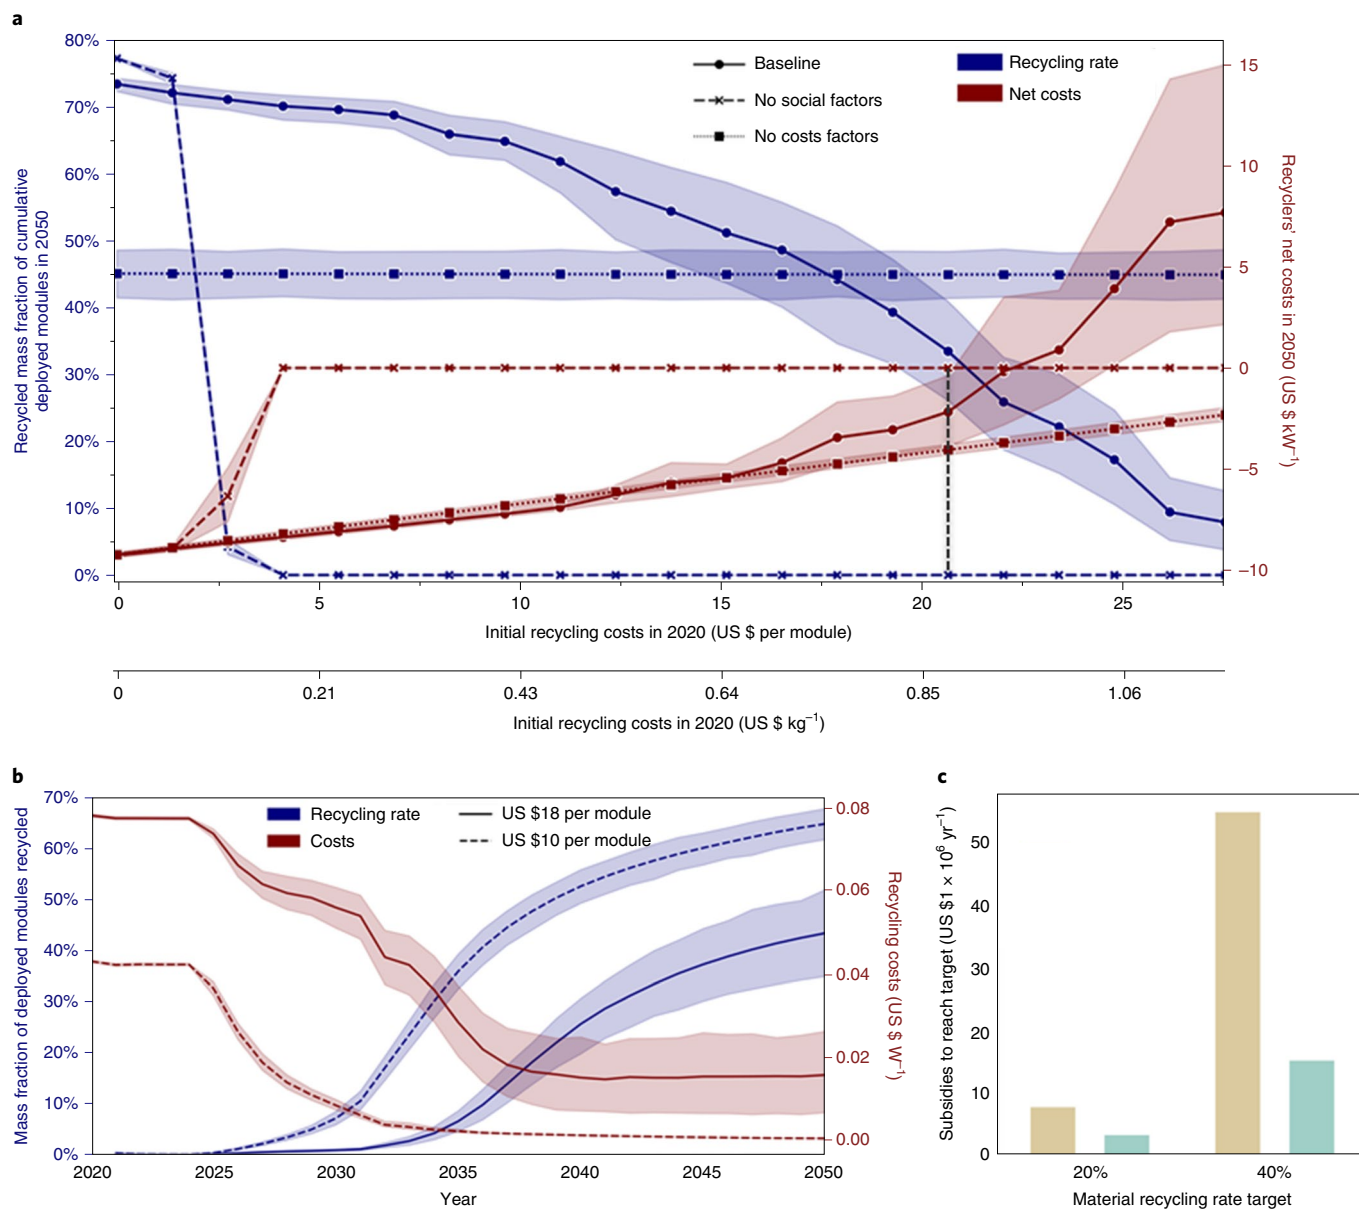 a
80%
70%
60%
50%
40%
30%
20%
10%
0%
Recycled mass fraction of cumulative
deployed modules in 2050
Baseline
No social factors
No costs factors
Recycling rate
Net costs
15
10
5
0
−5
−10
Recyclers' net costs in 2050 (US $ kW⁻¹)
0 5 10 15 20 25
Initial recycling costs in 2020 (US $ per module)
0 0.21 0.43 0.64 0.85 1.06
Initial recycling costs in 2020 (US $ kg⁻¹)
b
70%
60%
50%
40%
30%
20%
10%
0%
Mass fraction of deployed modules recycled
Recycling rate
Costs
US $18 per module
US $10 per module
0.08
0.06
0.04
0.02
0.00
Recycling costs (US $ W⁻¹)
2020 2025 2030 2035 2040 2045 2050
Year
c
50
40
30
20
10
0
Subsidies to reach target (US $1 × 10⁶ yr⁻¹)
20% 40%
Material recycling rate target